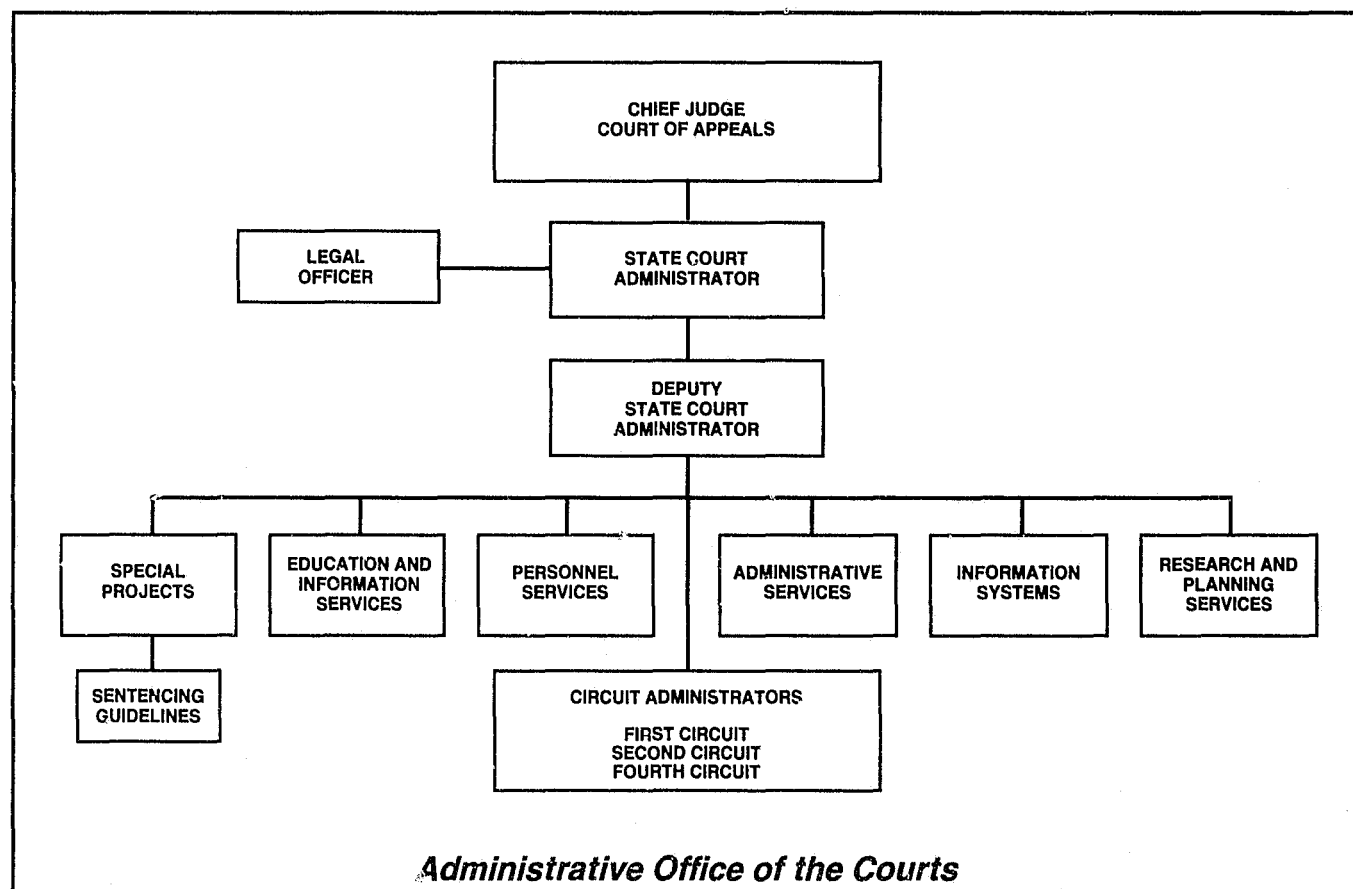 CHIEF JUDGE
COURT OF APPEALS
LEGAL
OFFICER
STATE COURT
ADMINISTRATOR
DEPUTY
STATE COURT
ADMINISTRATOR
SPECIAL
PROJECTS
EDUCATION AND
INFORMATION
SERVICES
PERSONNEL
SERVICES
ADMINISTRATIVE
SERVICES
INFORMATION
SYSTEMS
RESEARCH AND
PLANNING
SERVICES
SENTENCING
GUIDELINES
CIRCUIT ADMINISTRATORS
FIRST CIRCUIT
SECOND CIRCUIT
FOURTH CIRCUIT
Administrative Office of the Courts